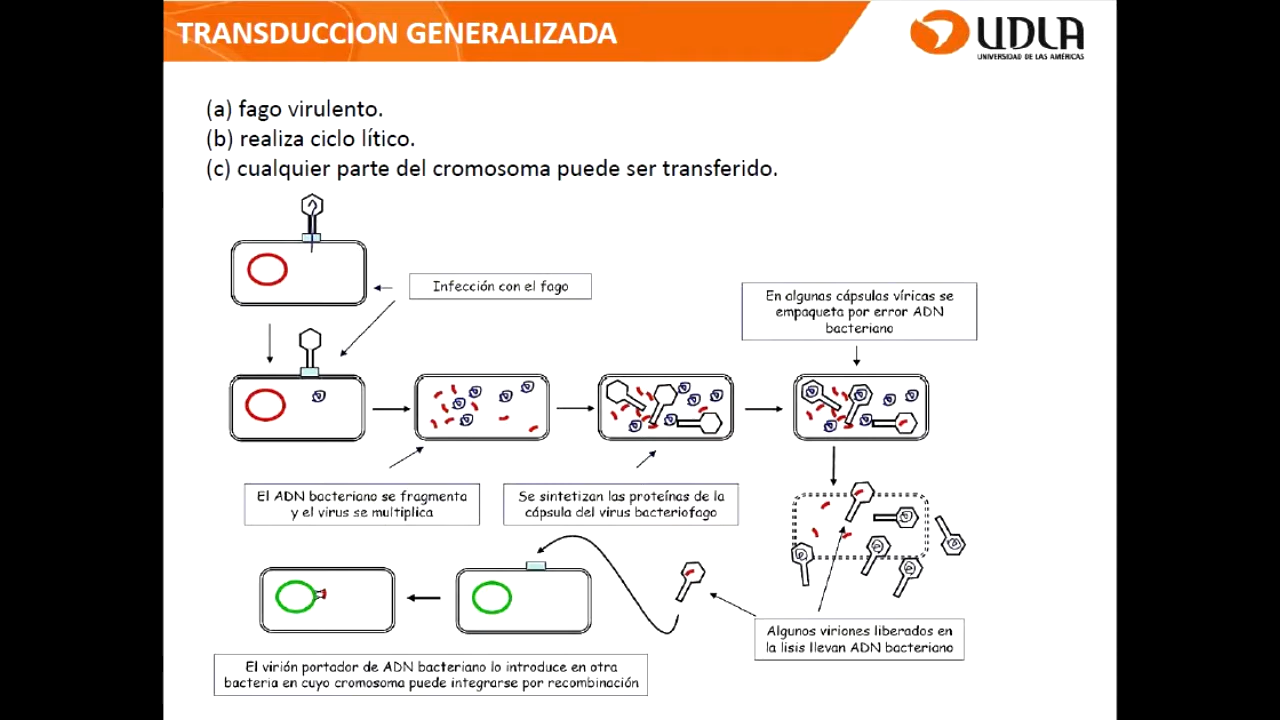 TRANSDUCCION GENERALIZADA
UDLA
UNIVERSIDAD DE LAS AMÉRICAS
(a) fago virulento.
(b) realiza ciclo lítico.
(c) cualquier parte del cromosoma puede ser transferido.
Infección con el fago
En algunas cápsulas víricas se
empaqueta por error ADN
bacteriano
El ADN bacteriano se fragmenta
y el virus se multiplica
Se sintetizan las proteínas de la
cápsula del virus bacteriofago
Algunos viriones liberados en
la lisis llevan ADN bacteriano
El virión portador de ADN bacteriano lo introduce en otra
bacteria en cuyo cromosoma puede integrarse por recombinación